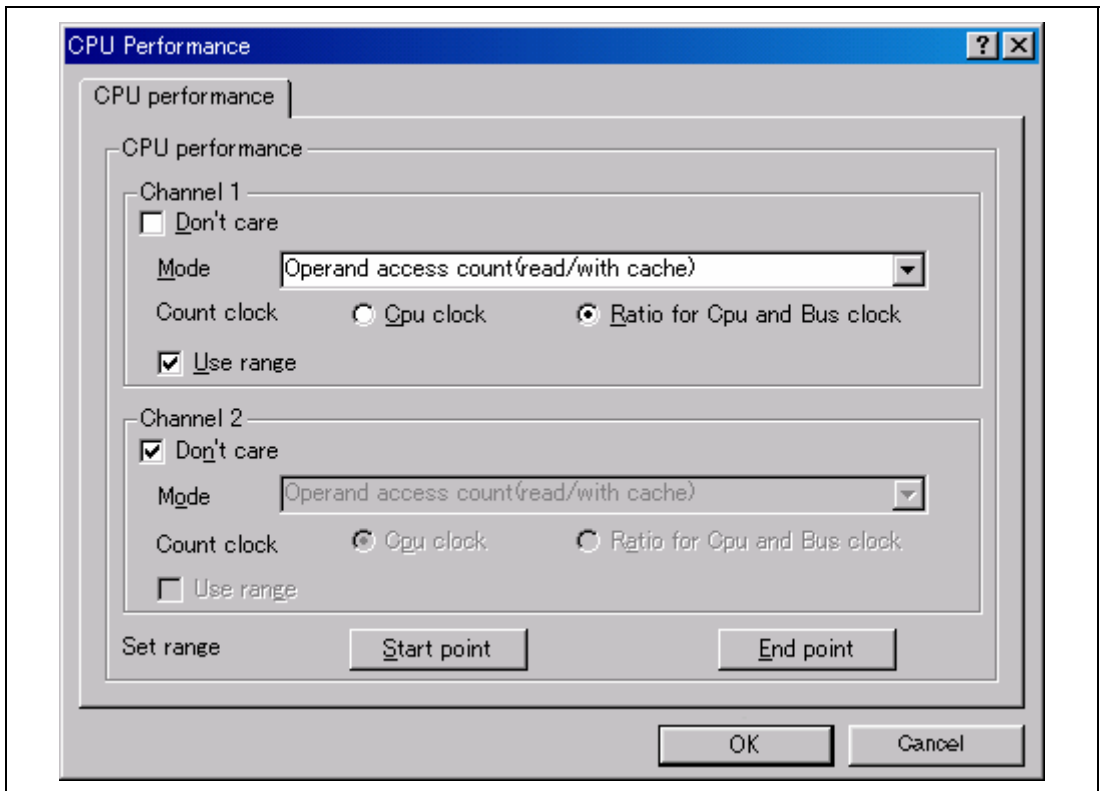 CPU Performance
CPU performance
CPU performance
Channel 1
Don't care
Mode Operand access count(read/with cache)
Count clock Cpu clock Ratio for Cpu and Bus clock
Use range
Channel 2
Don't care
Mode Operand access count(read/with cache)
Count clock Cpu clock Ratio for Cpu and Bus clock
Use range
Set range Start point End point
OK Cancel